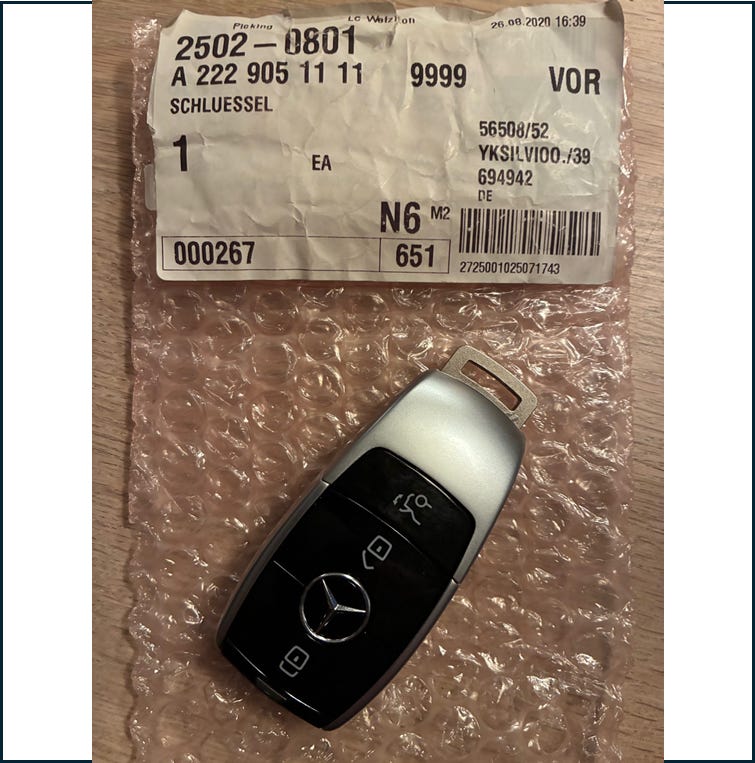 Picking LC Walzlon 26.08.2020 16:39
2502-0801
A 222 905 11 11 9999 VOR
SCHLUESSEL
56508/52
1 EA YKSILVIOO./39
694942
DE
N6 M2
000267 651
2725001025071743